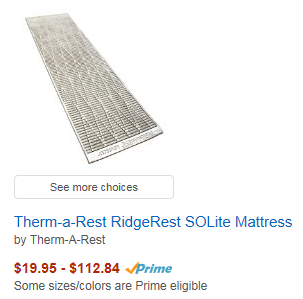 See more choices
Therm-a-Rest RidgeRest SOLite Mattress
by Therm-A-Rest
$19.95 - $112.84 Prime
Some sizes/colors are Prime eligible